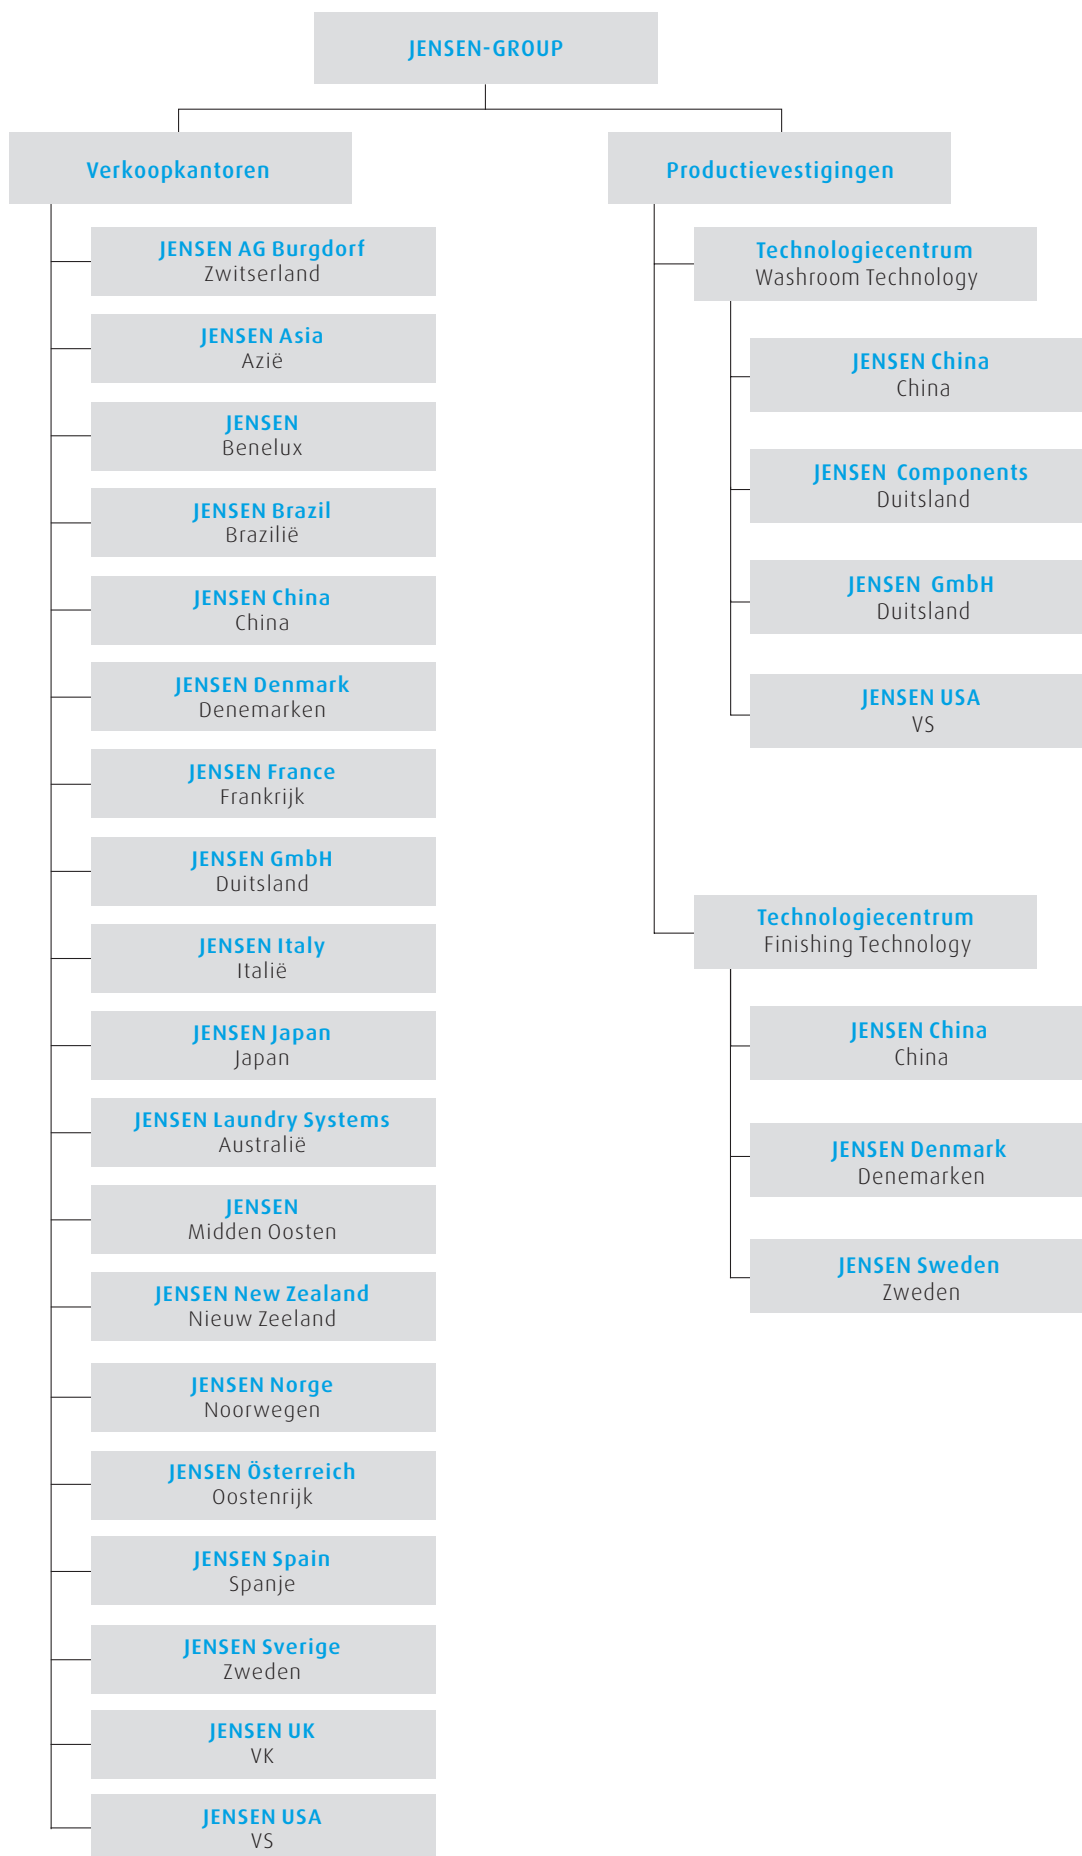 JENSEN-GROUP
Verkoopkantoren
JENSEN AG Burgdorf
Zwitserland
JENSEN Asia
Azië
JENSEN
Benelux
JENSEN Brazil
Brazilië
JENSEN China
China
JENSEN Denmark
Denemarken
JENSEN France
Frankrijk
JENSEN GmbH
Duitsland
JENSEN Italy
Italië
JENSEN Japan
Japan
JENSEN Laundry Systems
Australië
JENSEN
Midden Oosten
JENSEN New Zealand
Nieuw Zeeland
JENSEN Norge
Noorwegen
JENSEN Österreich
Oostenrijk
JENSEN Spain
Spanje
JENSEN Sverige
Zweden
JENSEN UK
VK
JENSEN USA
VS
Productievestigingen
Technologiecentrum
Washroom Technology
JENSEN China
China
JENSEN Components
Duitsland
JENSEN GmbH
Duitsland
JENSEN USA
VS
Technologiecentrum
Finishing Technology
JENSEN China
China
JENSEN Denmark
Denemarken
JENSEN Sweden
Zweden